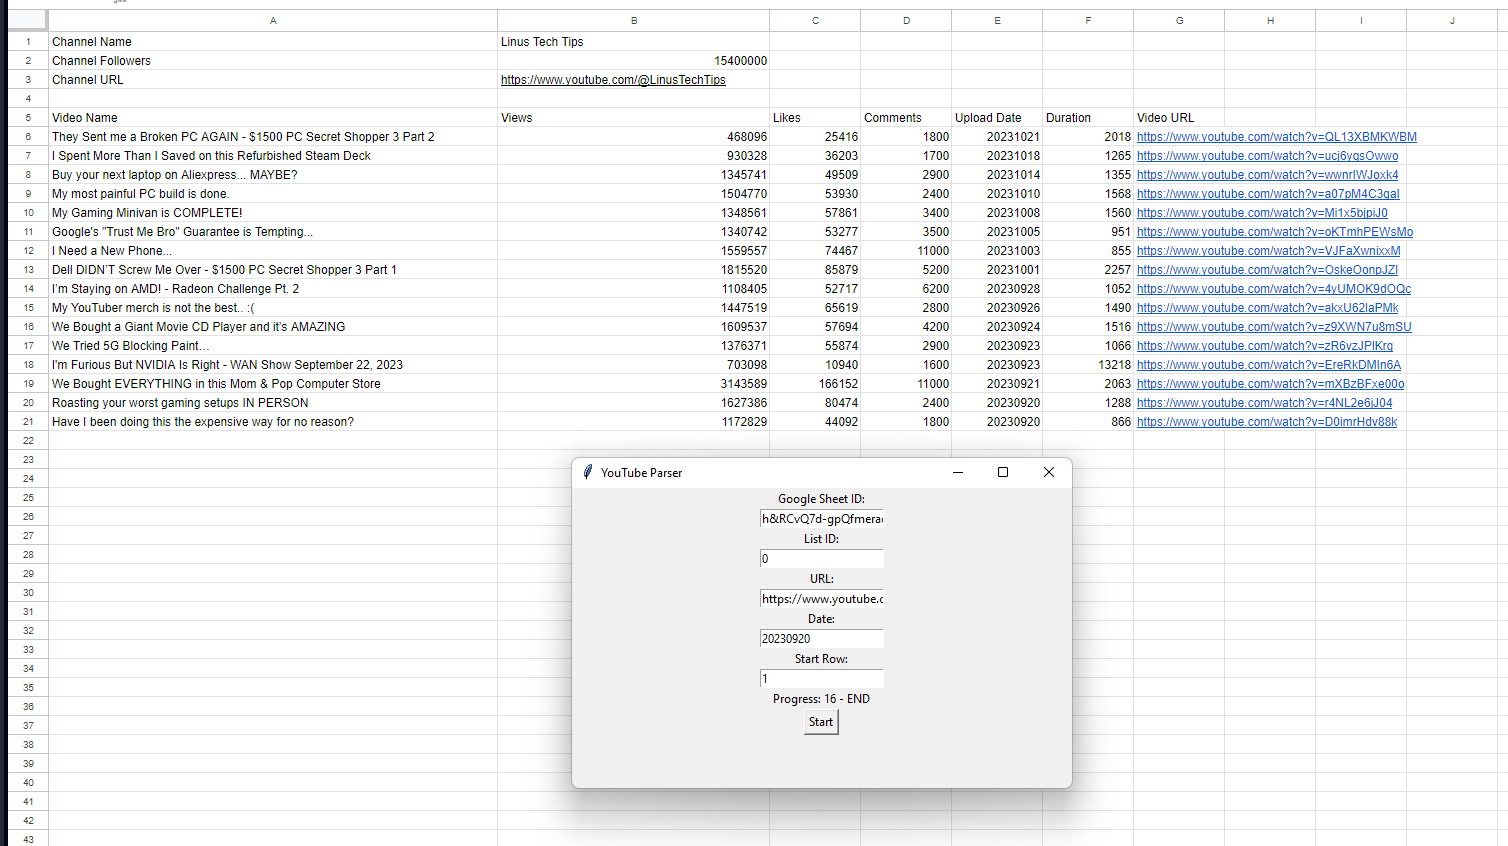 A B C D E F G H I J
1 Channel Name Linus Tech Tips
2 Channel Followers 15400000
3 Channel URL https://www.youtube.com/@LinusTechTips
4
5 Video Name Views Likes Comments Upload Date Duration Video URL
6 They Sent me a Broken PC AGAIN - $1500 PC Secret Shopper 3 Part 2 468096 25416 1800 20231021 2018 https://www.youtube.com/watch?v=QL13XBMKWBM
7 I Spent More Than I Saved on this Refurbished Steam Deck 930328 36203 1700 20231018 1265 https://www.youtube.com/watch?v=ucj6yqsOwwo
8 Buy your next laptop on Aliexpress... MAYBE? 1345741 49509 2900 20231014 1355 https://www.youtube.com/watch?v=wwnrIWJoxk4
9 My most painful PC build is done. 1504770 53930 2400 20231010 1568 https://www.youtube.com/watch?v=a07pM4C3gaI
10 My Gaming Minivan is COMPLETE! 1348561 57861 3400 20231008 1560 https://www.youtube.com/watch?v=Mi1x5bjpiJ0
11 Google's "Trust Me Bro" Guarantee is Tempting... 1340742 53277 3500 20231005 951 https://www.youtube.com/watch?v=oKTmhPEWsMo
12 I Need a New Phone... 1559557 74467 11000 20231003 855 https://www.youtube.com/watch?v=VJFaXwnixxM
13 Dell DIDN'T Screw Me Over - $1500 PC Secret Shopper 3 Part 1 1815520 85879 5200 20231001 2257 https://www.youtube.com/watch?v=OskeOonpJZI
14 I'm Staying on AMD! - Radeon Challenge Pt. 2 1108405 52717 6200 20230928 1052 https://www.youtube.com/watch?v=4yUMOK9dOQc
15 My YouTuber merch is not the best.. :( 1447519 65619 2800 20230926 1490 https://www.youtube.com/watch?v=akxU62laPMk
16 We Bought a Giant Movie CD Player and it's AMAZING 1609537 57694 4200 20230924 1516 https://www.youtube.com/watch?v=z9XWN7u8mSU
17 We Tried 5G Blocking Paint… 1376371 55874 2900 20230923 1066 https://www.youtube.com/watch?v=zR6vzJPIKrg
18 I'm Furious But NVIDIA Is Right - WAN Show September 22, 2023 703098 10940 1600 20230923 13218 https://www.youtube.com/watch?v=EreRkDMIn6A
19 We Bought EVERYTHING in this Mom & Pop Computer Store 3143589 166152 11000 20230921 2063 https://www.youtube.com/watch?v=mXBzBFxe00o
20 Roasting your worst gaming setups IN PERSON 1627386 80474 2400 20230920 1288 https://www.youtube.com/watch?v=r4NL2e6jJ04
21 Have I been doing this the expensive way for no reason? 1172829 44092 1800 20230920 866 https://www.youtube.com/watch?v=D0imrHdv88k
22
23
24
25
26
27
28
29
30
31
32
33
34
35
36
37
38
39
40
41
42
43
YouTube Parser
Google Sheet ID:
h&RCvQ7d-gpQfmera
List ID:
0
URL:
https://www.youtube.c
Date:
20230920
Start Row:
1
Progress: 16 - END
Start